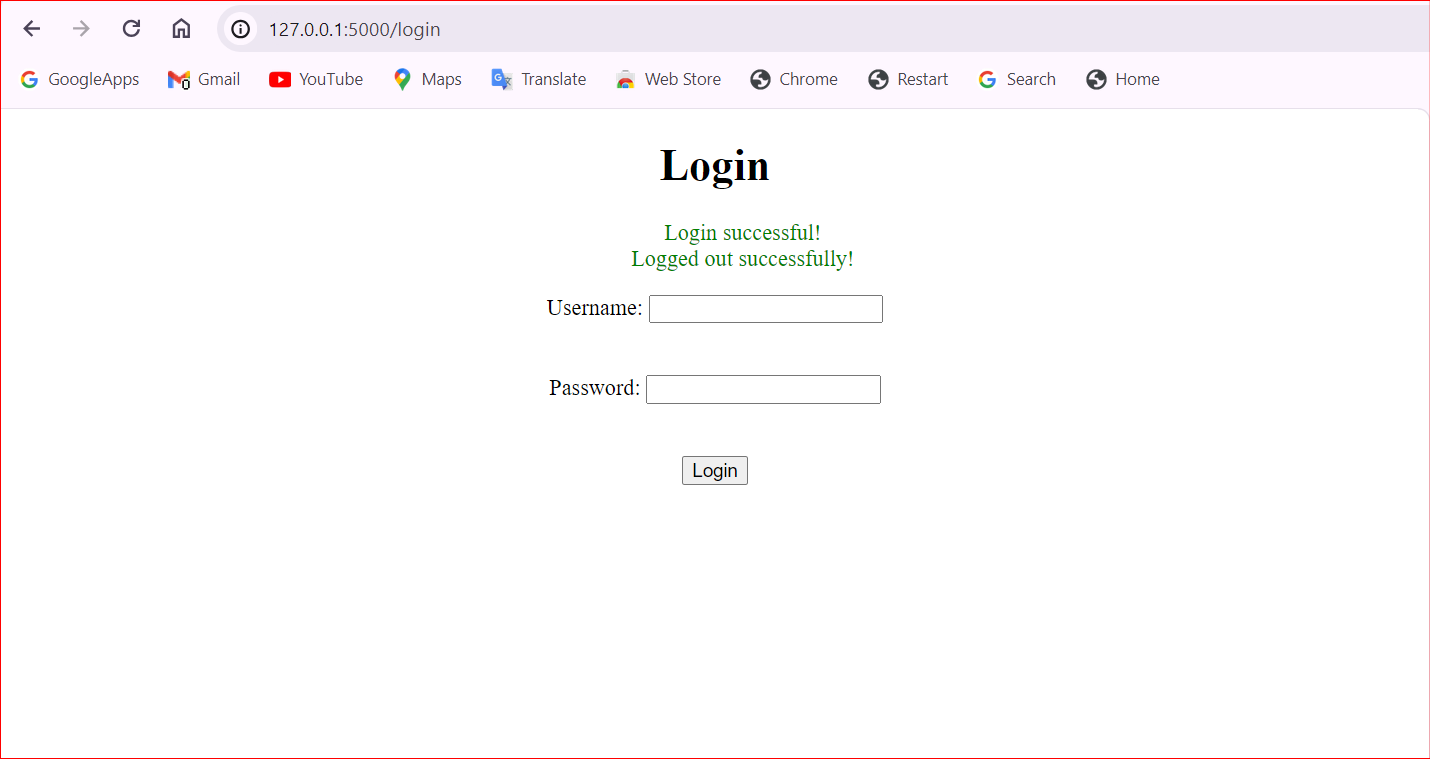 127.0.0.1:5000/login
GoogleApps Gmail YouTube Maps Translate Web Store Chrome Restart Search Home
Login
Login successful!
Logged out successfully!
Username:
Password:
Login